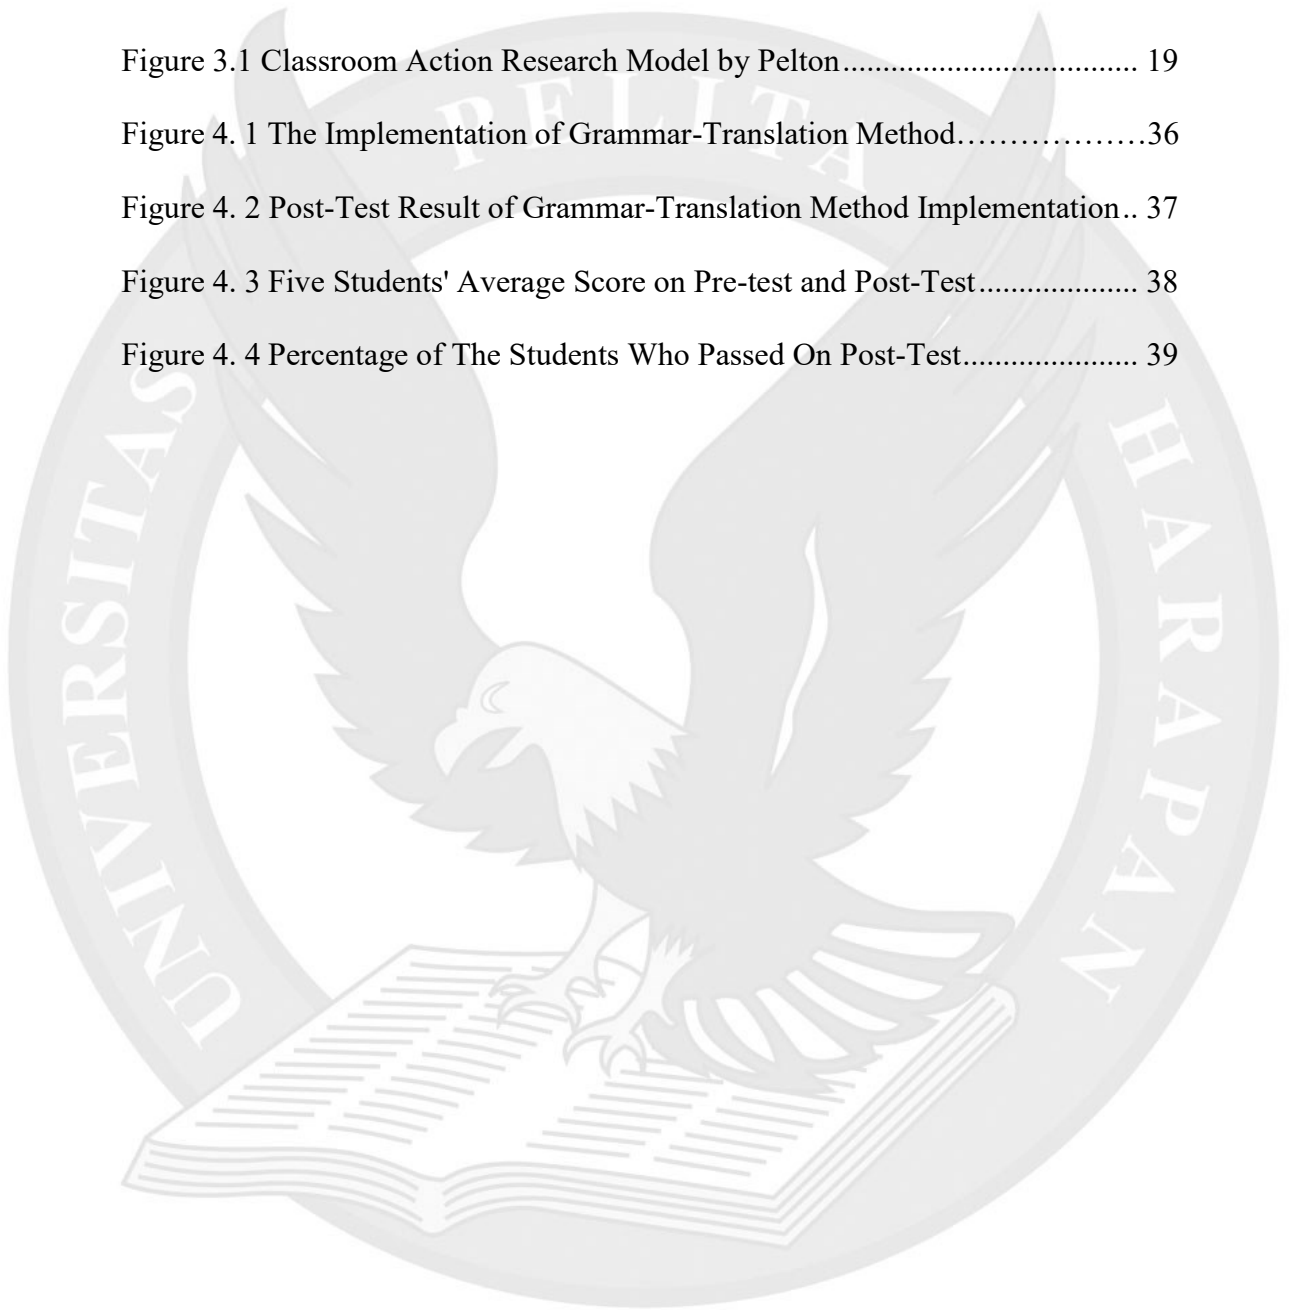 Figure 3.1 Classroom Action Research Model by Pelton.................................... 19
Figure 4. 1 The Implementation of Grammar-Translation Method..................36
Figure 4. 2 Post-Test Result of Grammar-Translation Method Implementation.. 37
Figure 4. 3 Five Students' Average Score on Pre-test and Post-Test................... 38
Figure 4. 4 Percentage of The Students Who Passed On Post-Test..................... 39
UNIVERSITAS PELITA HARAPAN